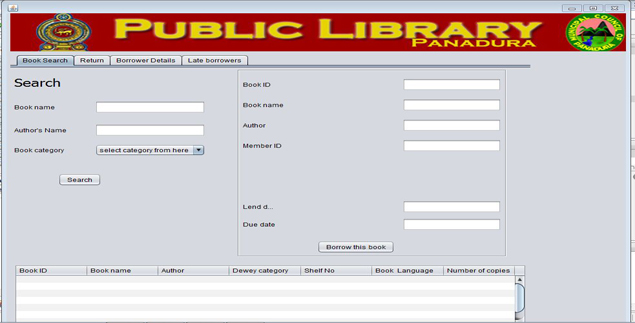 PUBLIC LIBRARY
PANADURA
MUNICIPAL COUNCIL OF PANADURA
Book Search Return Borrower Details Late borrowers
Search
Book name
Author's Name
Book category select category from here
Search
Book ID
Book name
Author
Member ID
Lend d...
Due date
Borrow this book
Book ID Book name Author Dewey category Shelf No Book Language Number of copies